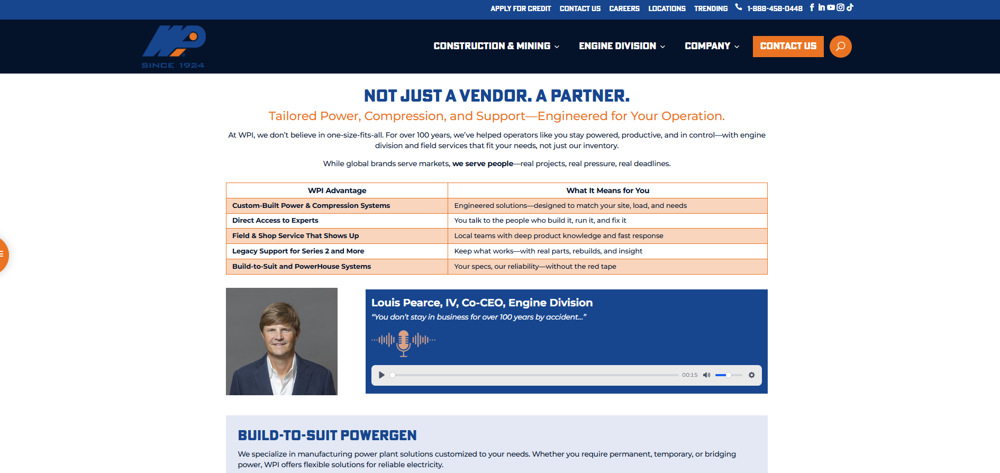 APPLY FOR CREDIT CONTACT US CAREERS LOCATIONS TRENDING 1-888-458-0448
WP
SINCE 1924
CONSTRUCTION & MINING ENGINE DIVISION COMPANY CONTACT US
NOT JUST A VENDOR. A PARTNER.
Tailored Power, Compression, and Support—Engineered for Your Operation.
At WPI, we don't believe in one-size-fits-all. For over 100 years, we've helped operators like you stay powered, productive, and in control—with engine
division and field services that fit your needs, not just our inventory.
While global brands serve markets, we serve people—real projects, real pressure, real deadlines.
WPI Advantage What It Means for You
Custom-Built Power & Compression Systems Engineered solutions—designed to match your site, load, and needs
Direct Access to Experts You talk to the people who build it, run it, and fix it
Field & Shop Service That Shows Up Local teams with deep product knowledge and fast response
Legacy Support for Series 2 and More Keep what works—with real parts, rebuilds, and insight
Build-to-Suit and PowerHouse Systems Your specs, our reliability—without the red tape
Louis Pearce, IV, Co-CEO, Engine Division
“You don’t stay in business for over 100 years by accident...”
00:15
BUILD-TO-SUIT POWERGEN
We specialize in manufacturing power plant solutions customized to your needs. Whether you require permanent, temporary, or bridging
power, WPI offers flexible solutions for reliable electricity.